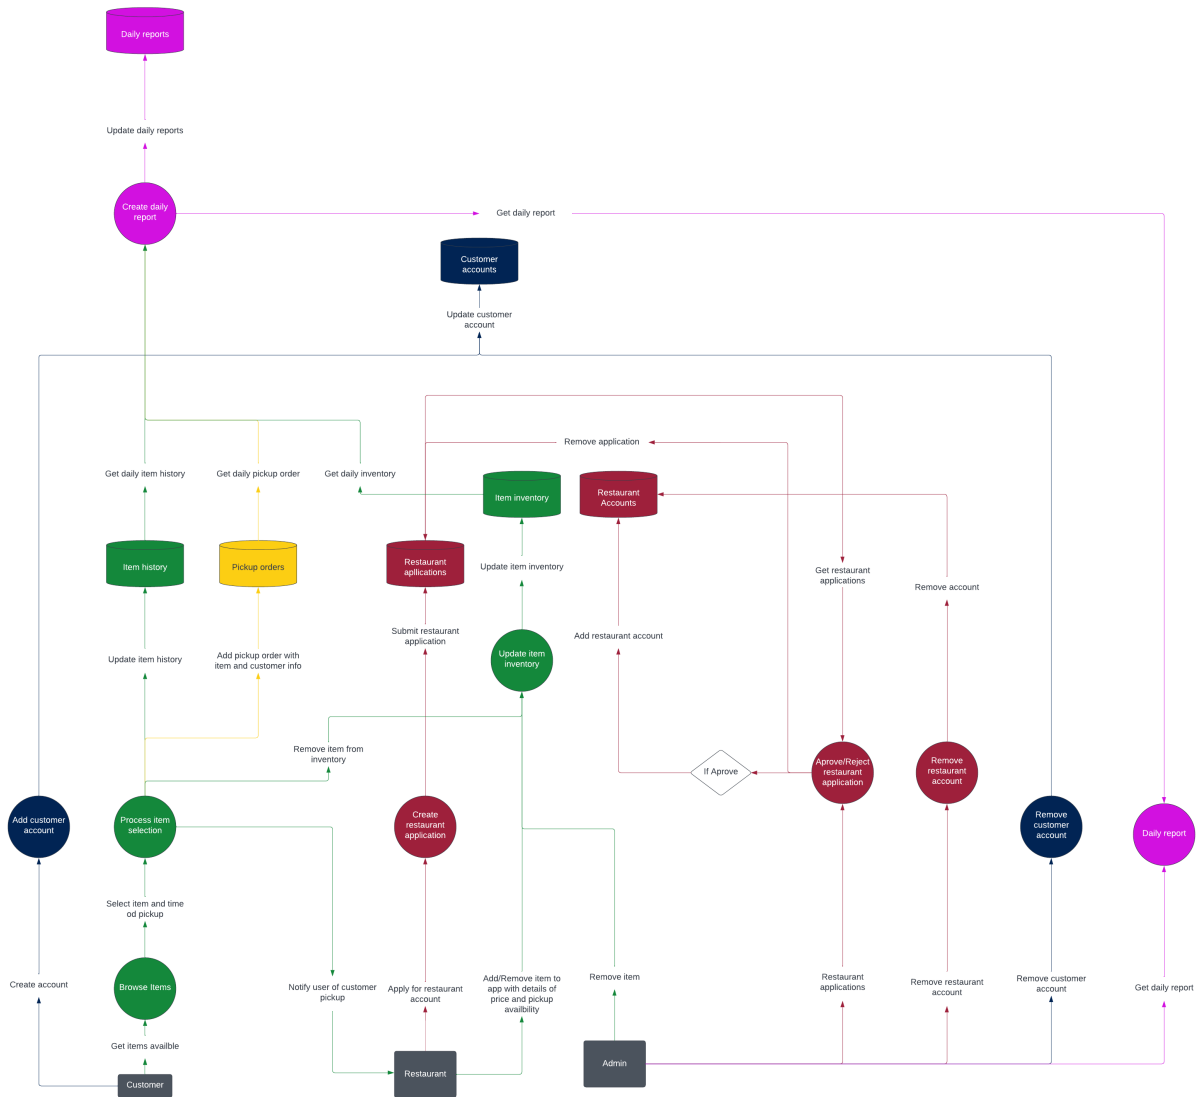 Daily reports
Update daily reports
Create daily
report
Get daily report
Customer
accounts
Update customer
account
Remove application
Get daily item history
Get daily pickup order
Get daily inventory
Item inventory
Restaurant
Accounts
Item history
Pickup orders
Restaurant
apllications
Update item inventory
Get restaurant
applications
Remove account
Submit restaurant
application
Add restaurant account
Update item
inventory
Update item history
Add pickup order with
item and customer info
Remove item from
inventory
If Aprove
Aprove/Reject
restaurant
application
Remove
restaurant
account
Add customer
account
Process item
selection
Create
restaurant
application
Remove
customer
account
Daily report
Select item and time
od pickup
Create account
Browse Items
Notify user of customer
pickup
Apply for restaurant
account
Add/Remove item to
app with details of
price and pickup
availbility
Remove item
Restaurant
applications
Remove restaurant
account
Remove customer
account
Get daily report
Get items availble
Customer
Restaurant
Admin